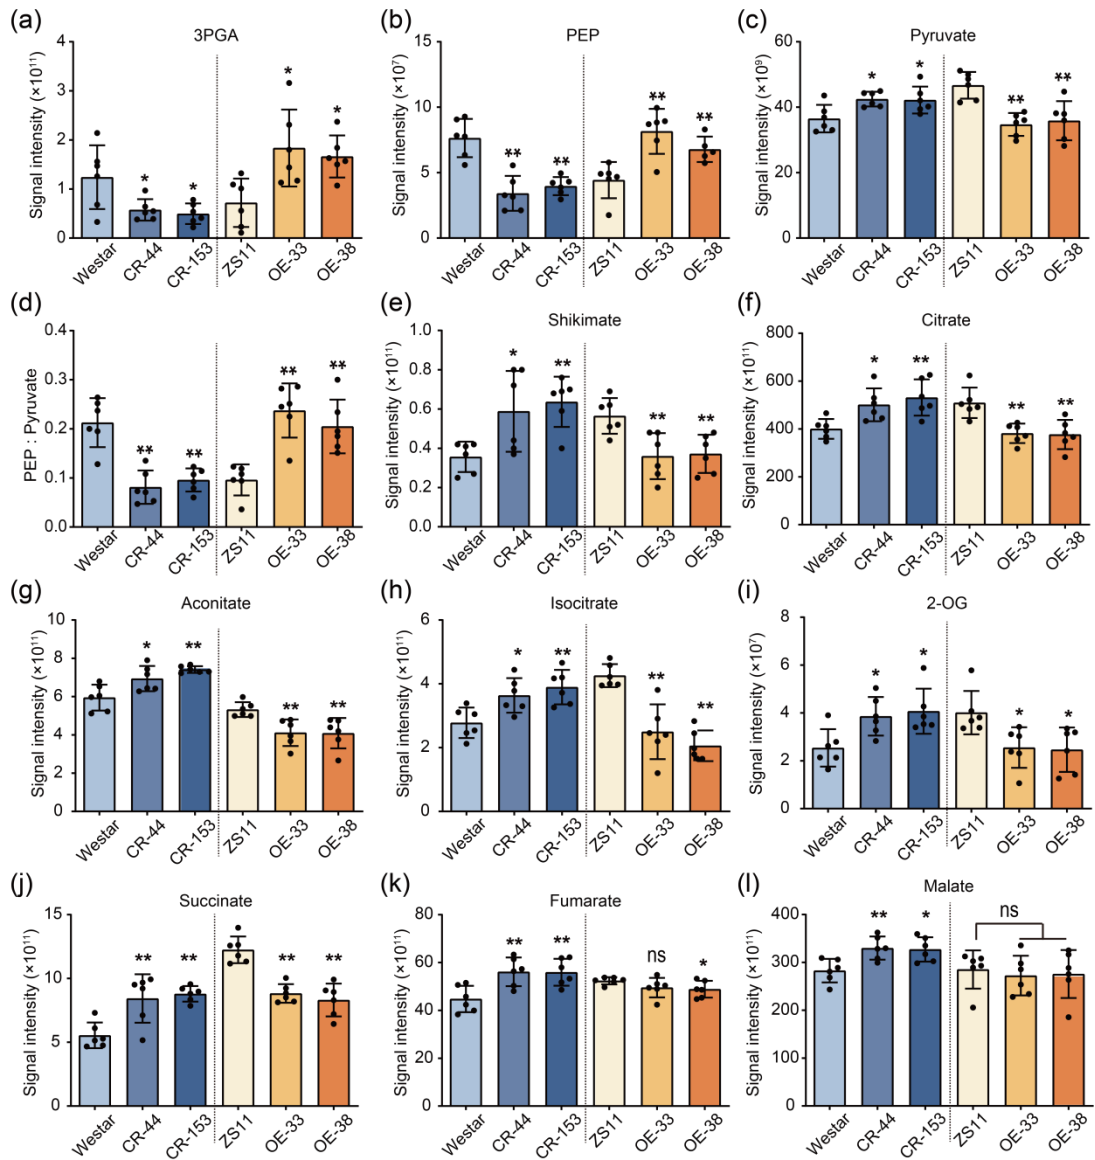 (a)
3PGA
Signal intensity (×10¹¹)
4
3
2
1
0
* * * *
Westar CR-44 CR-153 ZS11 OE-33 OE-38
(b)
PEP
Signal intensity (×10⁷)
15
10
5
0
** ** ** **
Westar CR-44 CR-153 ZS11 OE-33 OE-38
(c)
Pyruvate
Signal intensity (×10⁹)
60
40
20
0
* * ** **
Westar CR-44 CR-153 ZS11 OE-33 OE-38
(d)
PEP : Pyruvate
0.4
0.3
0.2
0.1
0.0
** ** ** **
Westar CR-44 CR-153 ZS11 OE-33 OE-38
(e)
Shikimate
Signal intensity (×10¹¹)
1.0
0.8
0.6
0.4
0.2
0.0
* ** ** **
Westar CR-44 CR-153 ZS11 OE-33 OE-38
(f)
Citrate
Signal intensity (×10¹¹)
800
600
400
200
0
* ** ** **
Westar CR-44 CR-153 ZS11 OE-33 OE-38
(g)
Aconitate
Signal intensity (×10¹¹)
10
8
6
4
2
0
* ** ** **
Westar CR-44 CR-153 ZS11 OE-33 OE-38
(h)
Isocitrate
Signal intensity (×10¹¹)
6
4
2
0
* ** ** **
Westar CR-44 CR-153 ZS11 OE-33 OE-38
(i)
2-OG
Signal intensity (×10⁷)
8
6
4
2
0
* * * *
Westar CR-44 CR-153 ZS11 OE-33 OE-38
(j)
Succinate
Signal intensity (×10¹¹)
15
10
5
0
** ** ** **
Westar CR-44 CR-153 ZS11 OE-33 OE-38
(k)
Fumarate
Signal intensity (×10¹¹)
80
60
40
20
60
** ** ns *
Westar CR-44 CR-153 ZS11 OE-33 OE-38
(l)
Malate
Signal intensity (×10¹¹)
400
300
200
100
300
** * ns
Westar CR-44 CR-153 ZS11 OE-33 OE-38